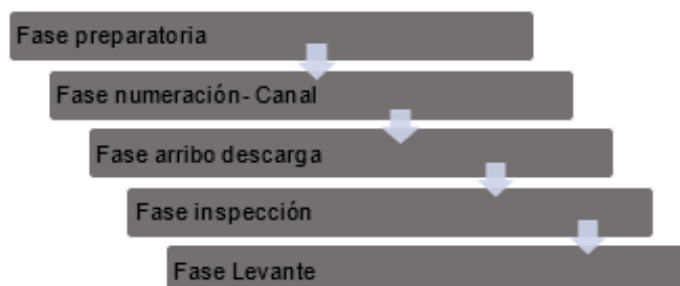 Fase preparatoria
Fase numeración- Canal
Fase arribo descarga
Fase inspección
Fase Levante